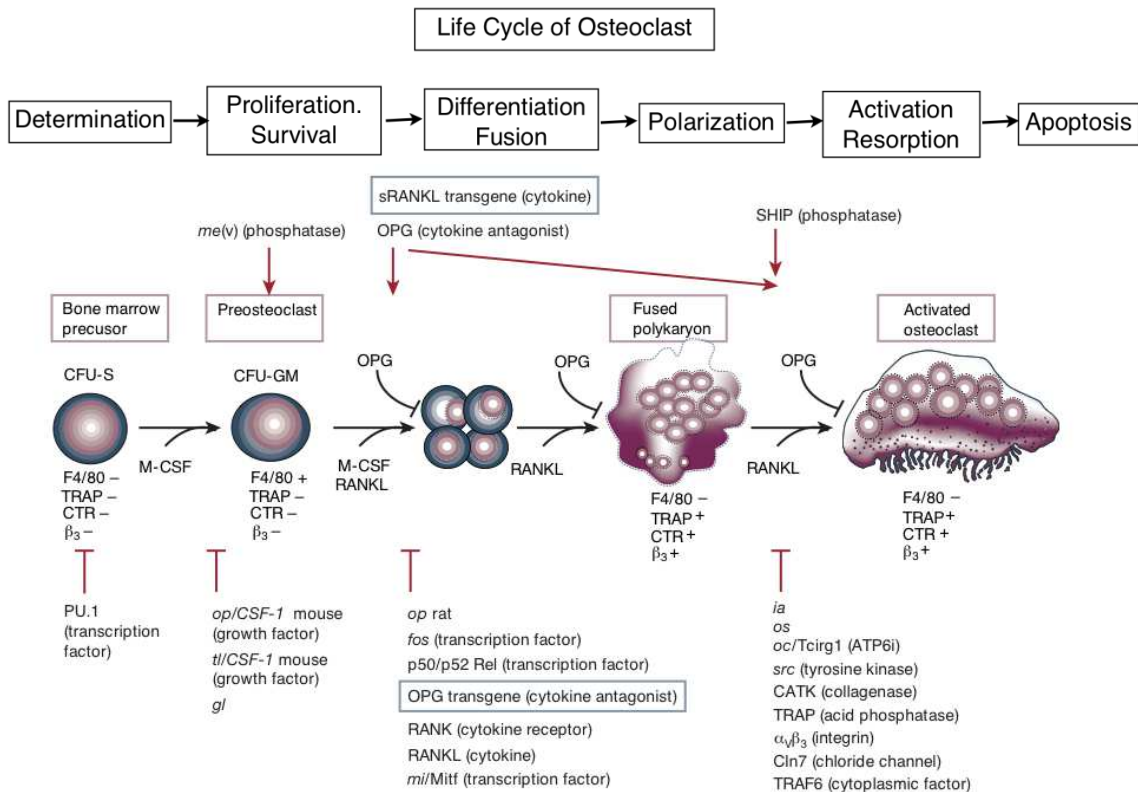 Life Cycle of Osteoclast
Determination
Proliferation.
Survival
Differentiation
Fusion
Polarization
Activation
Resorption
Apoptosis
sRANKL transgene (cytokine)
me(v) (phosphatase)
OPG (cytokine antagonist)
SHIP (phosphatase)
Bone marrow
precusor
Preosteoclast
Fused
polykaryon
Activated
osteoclast
CFU-S
CFU-GM
OPG
OPG
OPG
M-CSF
M-CSF
RANKL
RANKL
RANKL
F4/80 –
TRAP –
CTR –
β3 –
F4/80 +
TRAP –
CTR –
β3 –
F4/80 –
TRAP +
CTR +
β3 +
F4/80 –
TRAP +
CTR +
β3 +
PU.1
(transcription
factor)
op/CSF-1 mouse
(growth factor)
tl/CSF-1 mouse
(growth factor)
gl
op rat
fos (transcription factor)
p50/p52 Rel (transcription factor)
OPG transgene (cytokine antagonist)
RANK (cytokine receptor)
RANKL (cytokine)
mi/Mitf (transcription factor)
ia
os
oc/Tcirg1 (ATP6i)
src (tyrosine kinase)
CATK (collagenase)
TRAP (acid phosphatase)
αVβ3 (integrin)
Cln7 (chloride channel)
TRAF6 (cytoplasmic factor)